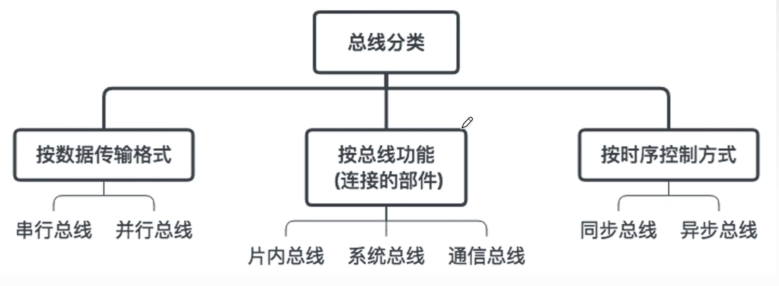 总线分类
按数据传输格式
按总线功能
(连接的部件)
按时序控制方式
串行总线
并行总线
片内总线
系统总线
通信总线
同步总线
异步总线